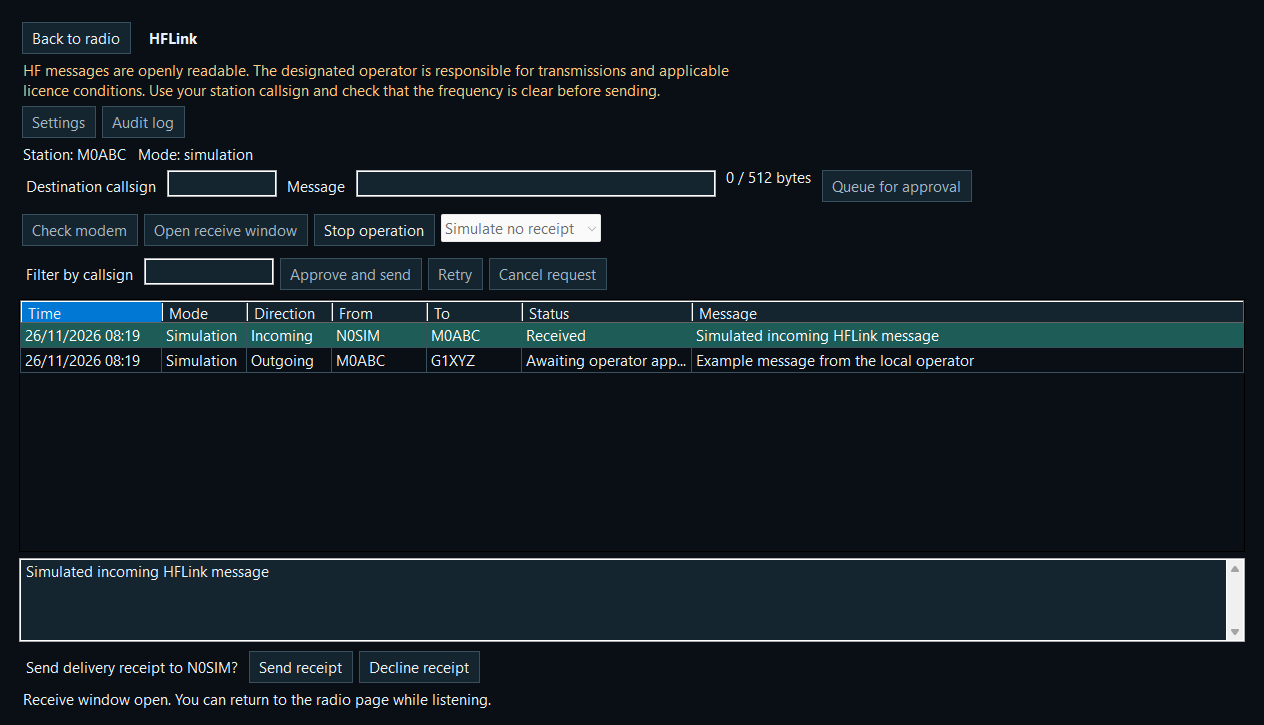 Back to radio HFLink
HF messages are openly readable. The designated operator is responsible for transmissions and applicable
licence conditions. Use your station callsign and check that the frequency is clear before sending.
Settings Audit log
Station: M0ABC Mode: simulation
Destination callsign Message 0 / 512 bytes Queue for approval
Check modem Open receive window Stop operation Simulate no receipt
Filter by callsign Approve and send Retry Cancel request
Time Mode Direction From To Status Message
26/11/2026 08:19 Simulation Incoming N0SIM M0ABC Received Simulated incoming HFLink message
26/11/2026 08:19 Simulation Outgoing M0ABC G1XYZ Awaiting operator app... Example message from the local operator
Simulated incoming HFLink message
Send delivery receipt to N0SIM? Send receipt Decline receipt
Receive window open. You can return to the radio page while listening.